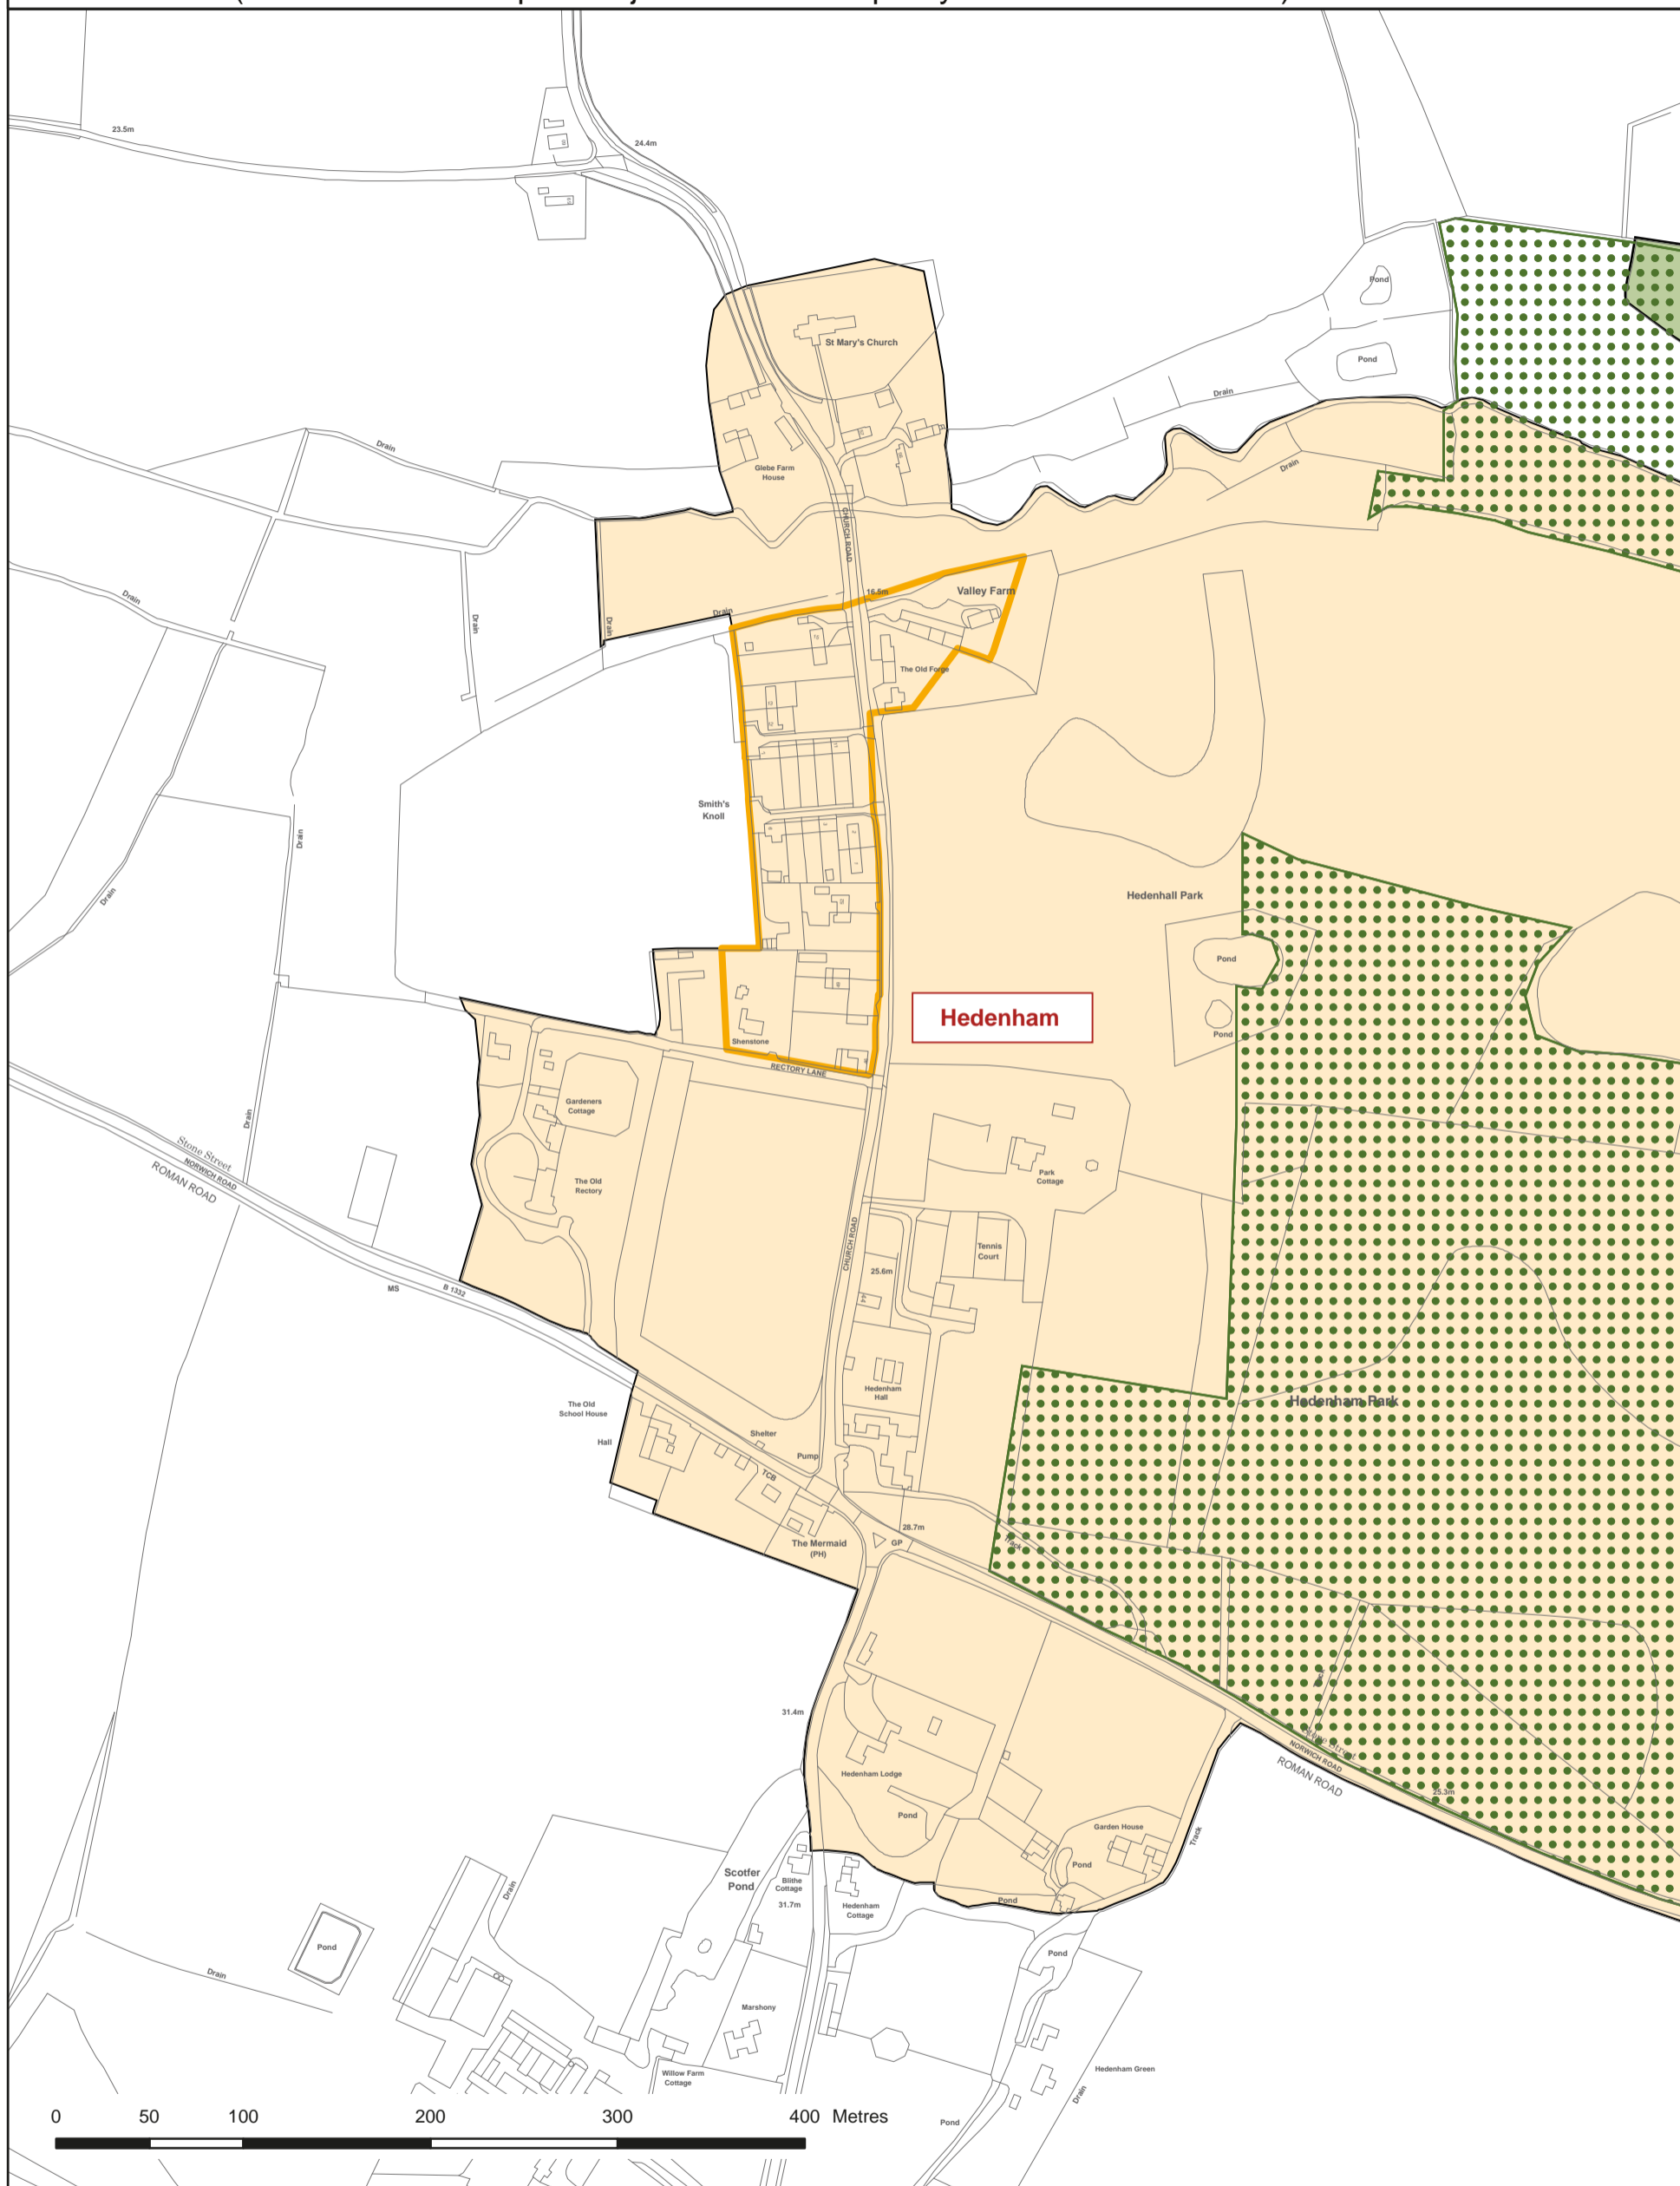 23.5m
24.4m
Pond
St Mary's Church
Pond
Drain
Drain
Glebe Farm
House
Drain
CHURCH ROAD
Drain
Drain
Drain
Drain
16.5m
Valley Farm
The Old Forge
Smith's
Knoll
Drain
Drain
Hedenhall Park
Pond
Hedenham
Pond
Shenstone
RECTORY LANE
Gardeners
Cottage
Drain
Stone Street
NORWICH ROAD
ROMAN ROAD
The Old
Rectory
Park
Cottage
CHURCH ROAD
Tennis
Court
25.6m
44
MS
B 1332
Hedenham
Hall
Hedenham Park
The Old
School House
Hall
Shelter
Pump
TCB
28.7m
GP
Track
The Mermaid
(PH)
31.4m
Stone Street
NORWICH ROAD
ROMAN ROAD
25.3m
Hedenham Lodge
Pond
Garden House
Track
Pond
Scotfer
Pond
Blithe
Cottage
31.7m
Hedenham
Cottage
Pond
Drain
Pond
Pond
Drain
Marshony
Willow Farm
Cottage
Hedenham Green
Drain
Pond
0 50 100 200 300 400 Metres